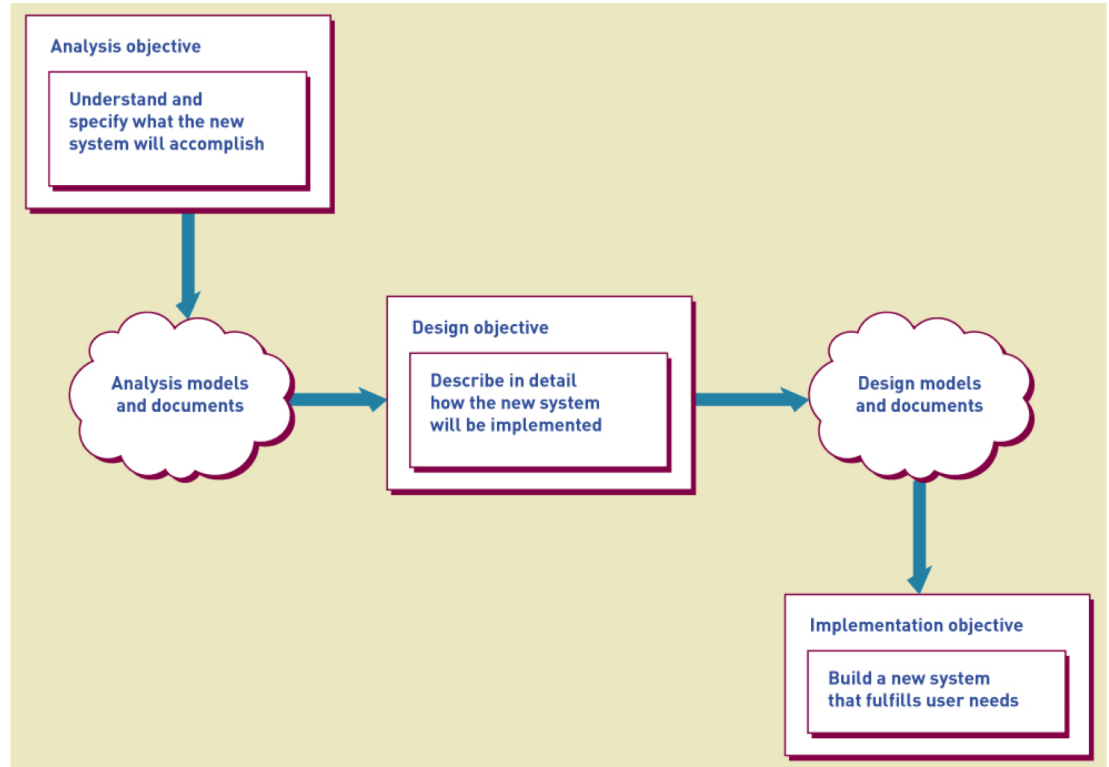 Analysis objective
Understand and
specify what the new
system will accomplish
Analysis models
and documents
Design objective
Describe in detail
how the new system
will be implemented
Design models
and documents
Implementation objective
Build a new system
that fulfills user needs